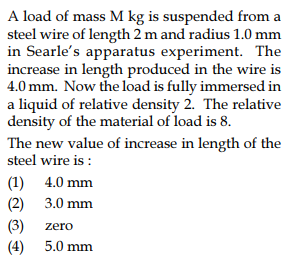 A load of mass M kg is suspended from a
steel wire of length 2 m and radius 1.0 mm
in Searle's apparatus experiment. The
increase in length produced in the wire is
4.0 mm. Now the load is fully immersed in
a liquid of relative density 2. The relative
density of the material of load is 8.
The new value of increase in length of the
steel wire is :
(1) 4.0 mm
(2) 3.0 mm
(3) zero
(4) 5.0 mm